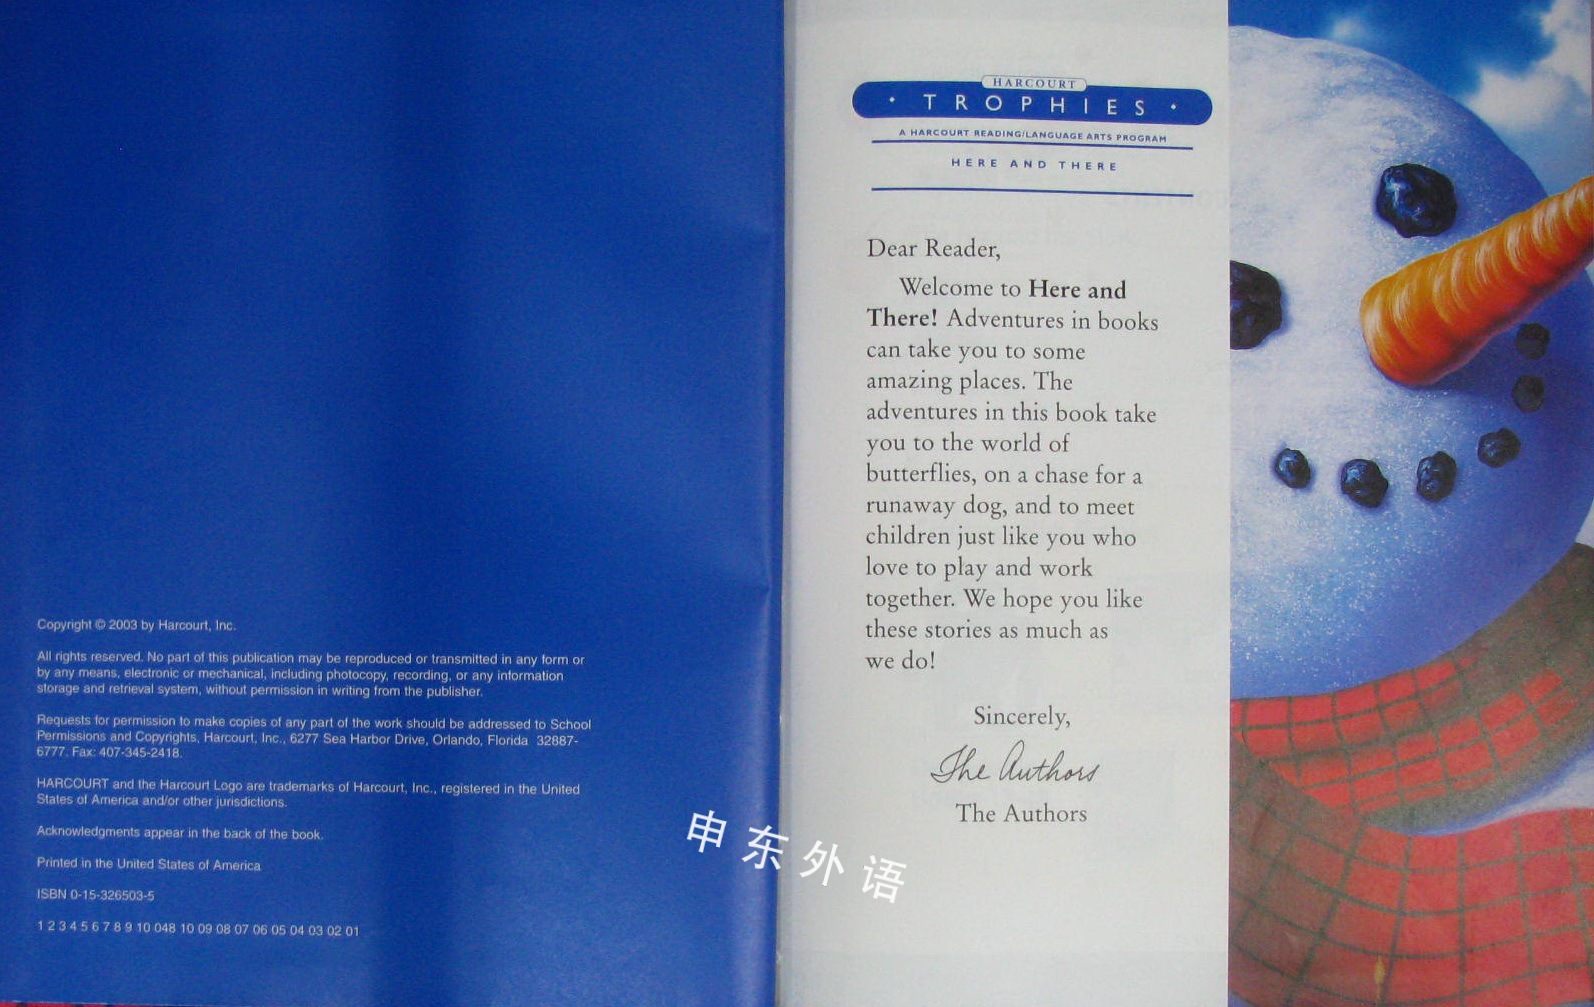 Copyright © 2003 by Harcourt, Inc.
All rights reserved. No part of this publication may be reproduced or transmitted in any form or
by any means, electronic or mechanical, including photocopy, recording, or any information
storage and retrieval system, without permission in writing from the publisher.
Requests for permission to make copies of any part of the work should be addressed to School
Permissions and Copyrights, Harcourt, Inc., 6277 Sea Harbor Drive, Orlando, Florida 32887-
6777. Fax: 407-345-2418.
HARCOURT and the Harcourt Logo are trademarks of Harcourt, Inc., registered in the United
States of America and/or other jurisdictions.
Acknowledgments appear in the back of the book.
Printed in the United States of America
ISBN 0-15-326503-5
1 2 3 4 5 6 7 8 9 10 048 10 09 08 07 06 05 04 03 02 01
HARCOURT
· TROPHIES ·
A HARCOURT READING/LANGUAGE ARTS PROGRAM
HERE AND THERE
Dear Reader,
Welcome to Here and
There! Adventures in books
can take you to some
amazing places. The
adventures in this book take
you to the world of
butterflies, on a chase for a
runaway dog, and to meet
children just like you who
love to play and work
together. We hope you like
these stories as much as
we do!
Sincerely,
The Authors
The Authors
申东外语